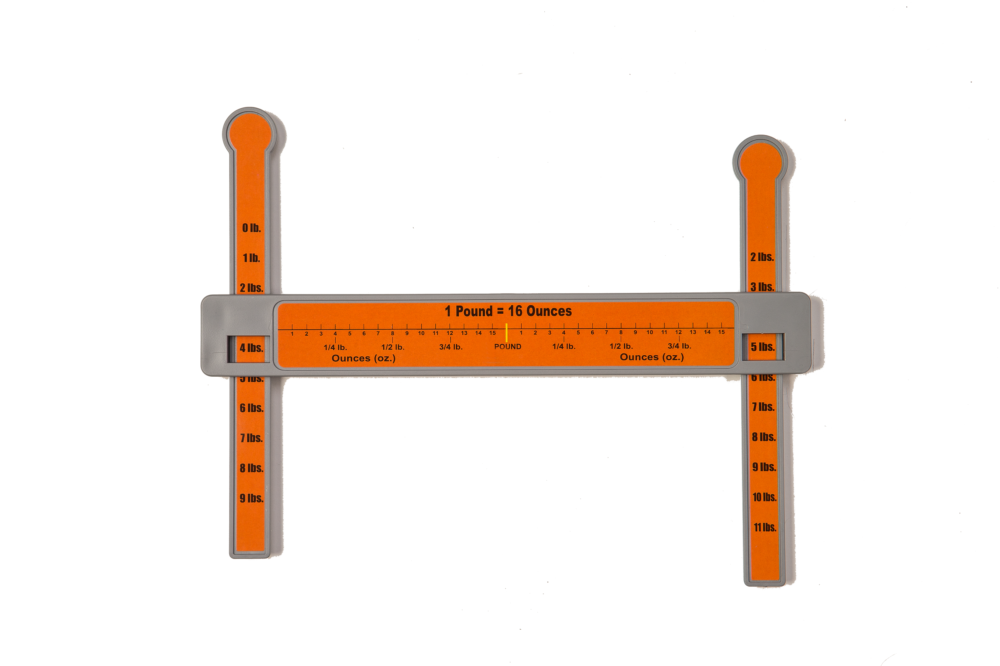 0 lb.
1 lb.
2 lbs.
4 lbs.
5 lbs.
6 lbs.
7 lbs.
8 lbs.
9 lbs.
1 Pound = 16 Ounces
1 2 3 4 5 6 7 8 9 10 11 12 13 14 15 1 2 3 4 5 6 7 8 9 10 11 12 13 14 15
1/4 lb. 1/2 lb. 3/4 lb. POUND 1/4 lb. 1/2 lb. 3/4 lb.
Ounces (oz.) Ounces (oz.)
2 lbs.
3 lbs.
5 lbs.
6 lbs.
7 lbs.
8 lbs.
9 lbs.
10 lbs.
11 lbs.